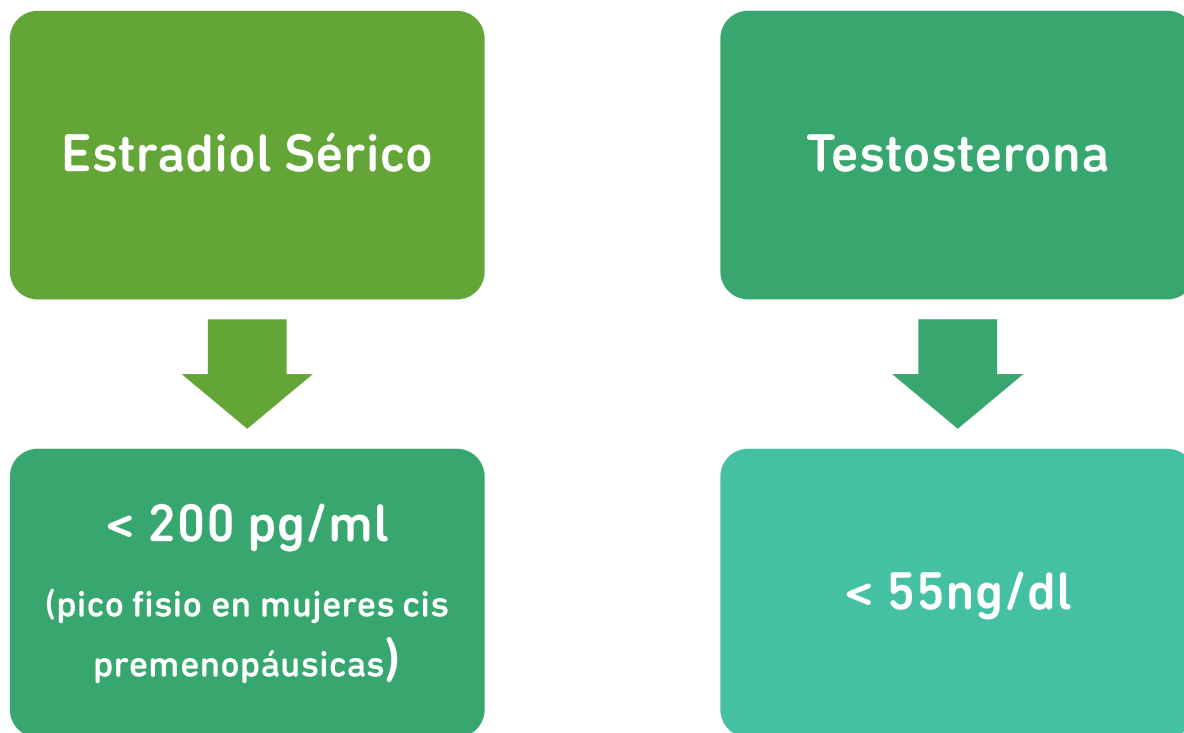 Estradiol Sérico
Testosterona
< 200 pg/ml
(pico fisio en mujeres cis
premenopáusicas)
< 55ng/dl